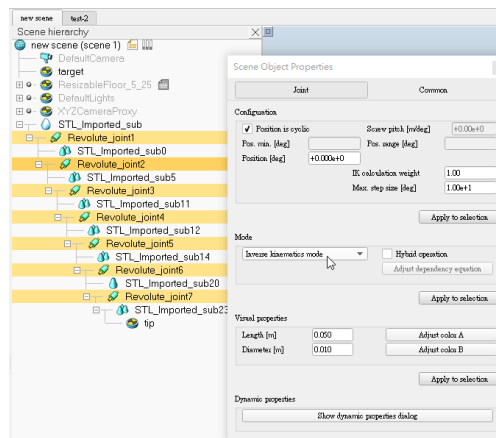 new scene test-2
Scene hierarchy
new scene (scene 1)
DefaultCamera
target
ResizableFloor_5_25
DefaultLights
XYZCameraProxy
STL_Imported_sub
Revolute_joint1
STL_Imported_sub0
Revolute_joint2
STL_Imported_sub5
Revolute_joint3
STL_Imported_sub11
Revolute_joint4
STL_Imported_sub12
Revolute_joint5
STL_Imported_sub14
Revolute_joint6
STL_Imported_sub20
Revolute_joint7
STL_Imported_sub23
tip
Scene Object Properties
Joint Common
Configuration
Position is cyclic Screw pitch [m/deg] +0.00e+0
Pos. min. [deg] Pos. range [deg]
Position [deg] +0.000e+0
IK calculation weight 1.00
Max. step size [deg] 1.00e+1
Apply to selection
Mode
Inverse kinematics mode Hybrid operation
Adjust dependency equation
Apply to selection
Visual properties
Length [m] 0.050 Adjust color A
Diameter [m] 0.010 Adjust color B
Apply to selection
Dynamic properties
Show dynamic properties dialog